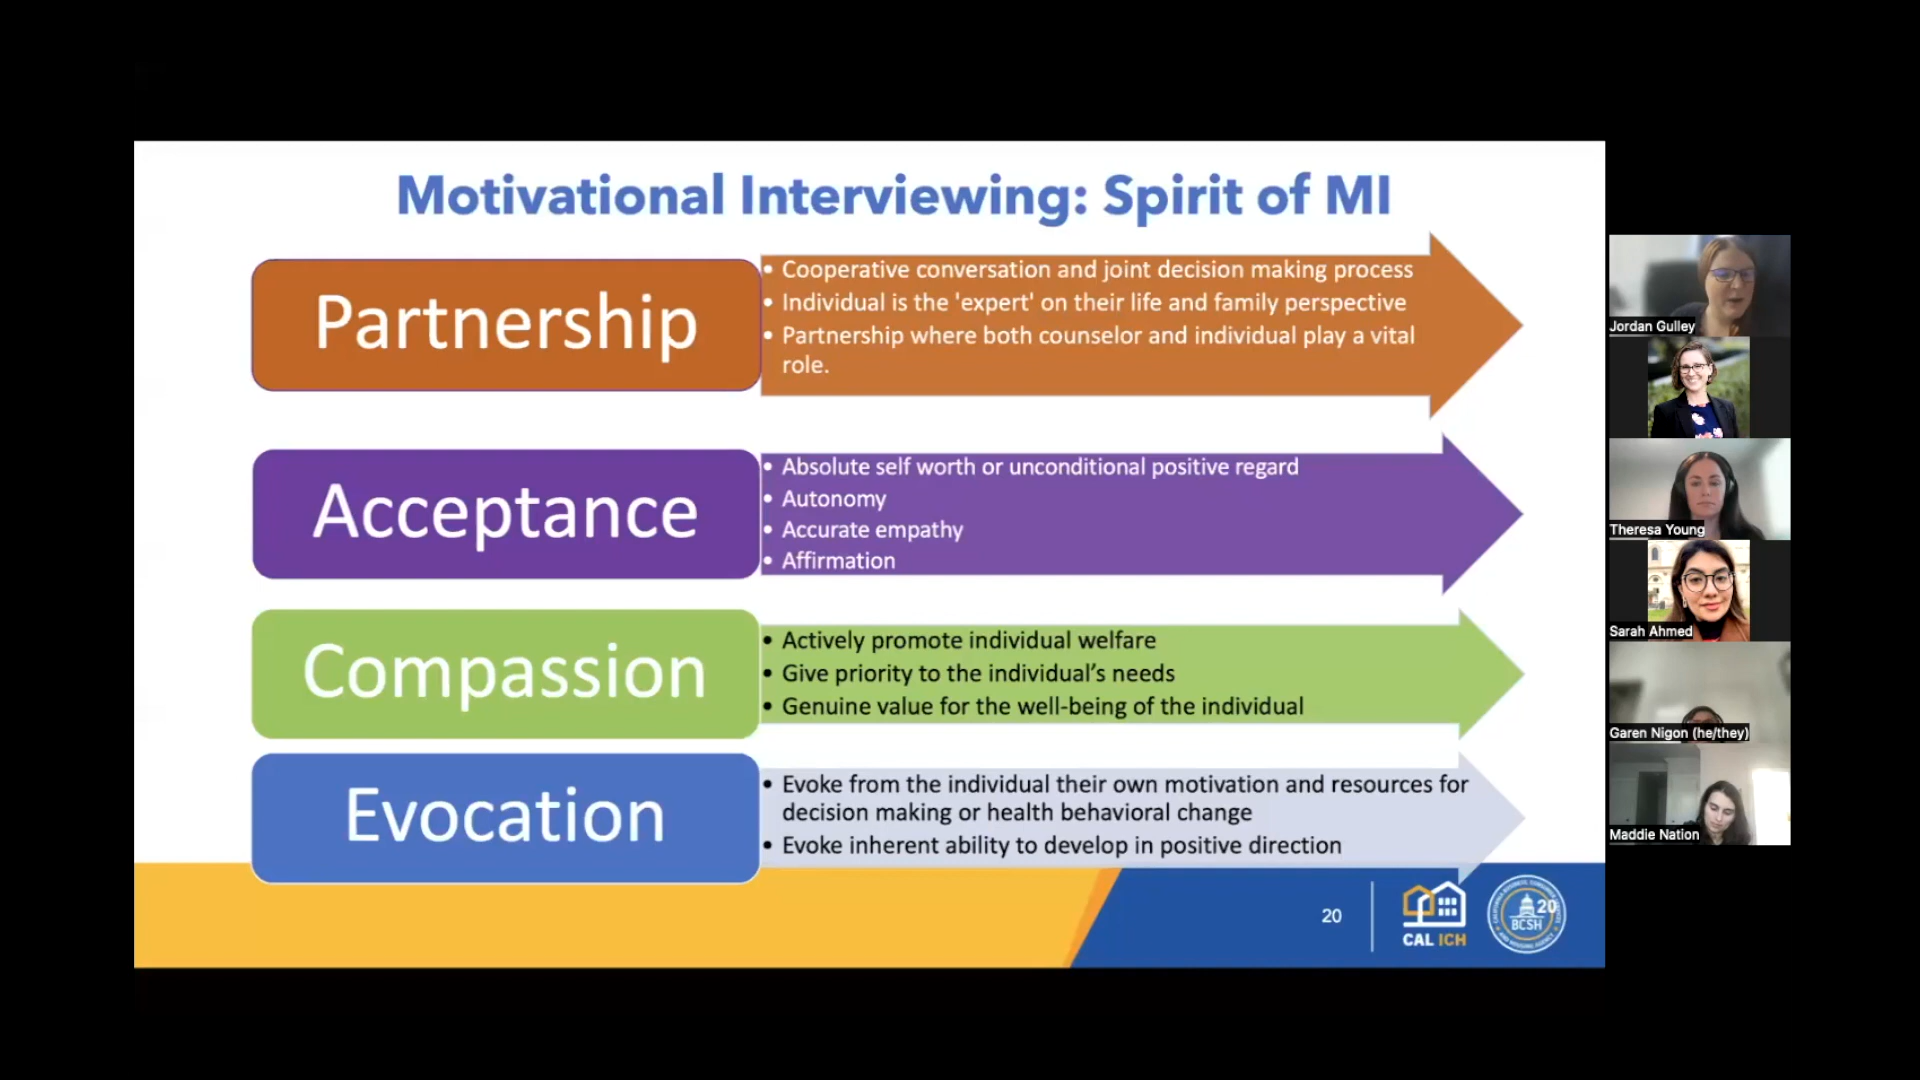 Motivational Interviewing: Spirit of MI
Partnership
• Cooperative conversation and joint decision making process
• Individual is the 'expert' on their life and family perspective
• Partnership where both counselor and individual play a vital
role.
Acceptance
• Absolute self worth or unconditional positive regard
• Autonomy
• Accurate empathy
• Affirmation
Compassion
• Actively promote individual welfare
• Give priority to the individual’s needs
• Genuine value for the well-being of the individual
Evocation
• Evoke from the individual their own motivation and resources for
decision making or health behavioral change
• Evoke inherent ability to develop in positive direction
20
CAL ICH
20
BCSH
Jordan Gulley
Theresa Young
Sarah Ahmed
Garen Nigon (he/they)
Maddie Nation